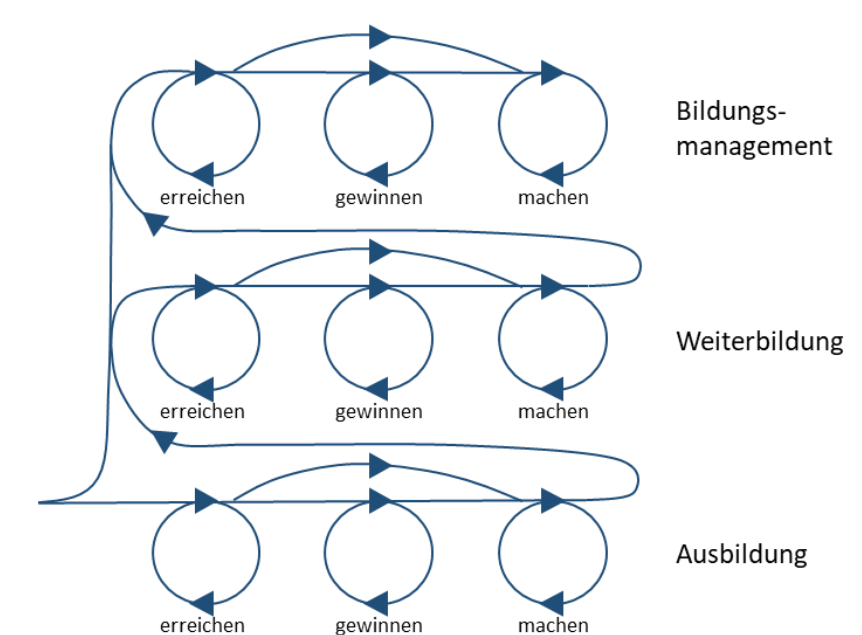 Bildungs-
management
erreichen gewinnen machen
Weiterbildung
erreichen gewinnen machen
Ausbildung
erreichen gewinnen machen